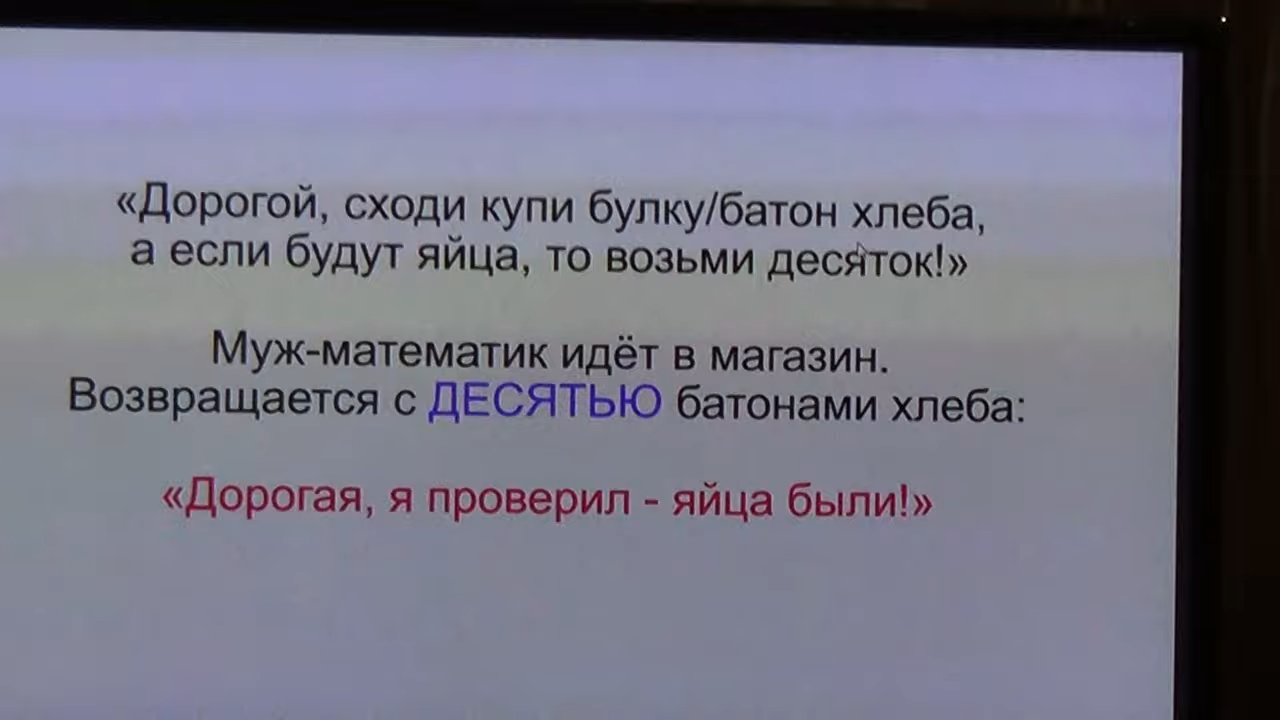 «Дорогой, сходи купи булку/батон хлеба,
а если будут яйца, то возьми десяток!»
Муж-математик идёт в магазин.
Возвращается с ДЕСЯТЬЮ батонами хлеба:
«Дорогая, я проверил - яйца были!»